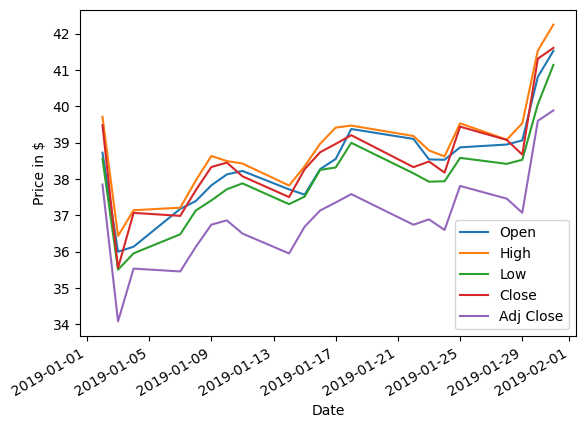 42
41
40
39
38
37
36
35
34
Price in $
2019-01-01
2019-01-05
2019-01-09
2019-01-13
2019-01-17
2019-01-21
2019-01-25
2019-01-29
2019-02-01
Date
Open
High
Low
Close
Adj Close